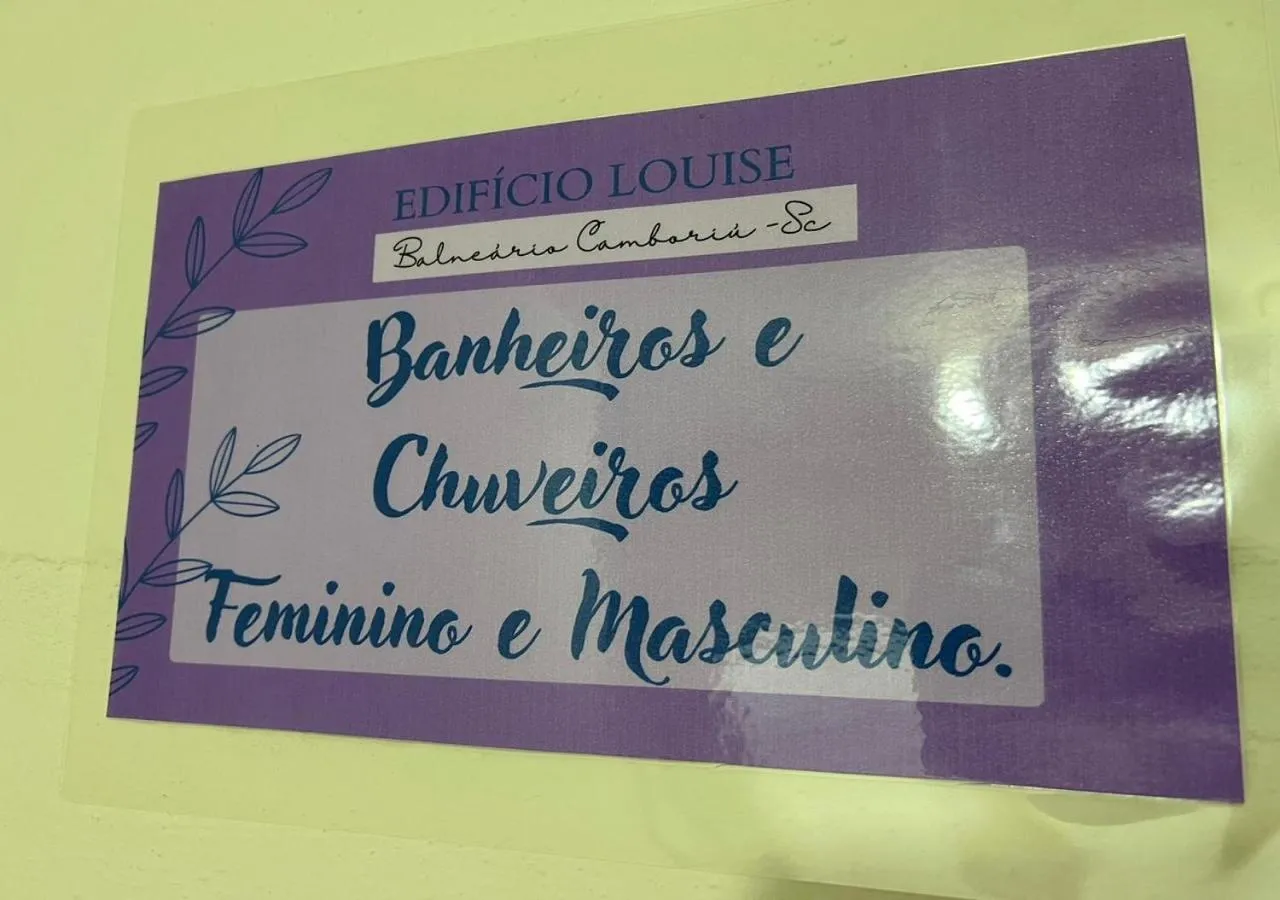 EDIFÍCIO LOUISE
Balneário Camboriú - Sc
Banheiros e
Chuveiros
Feminino e Masculino.